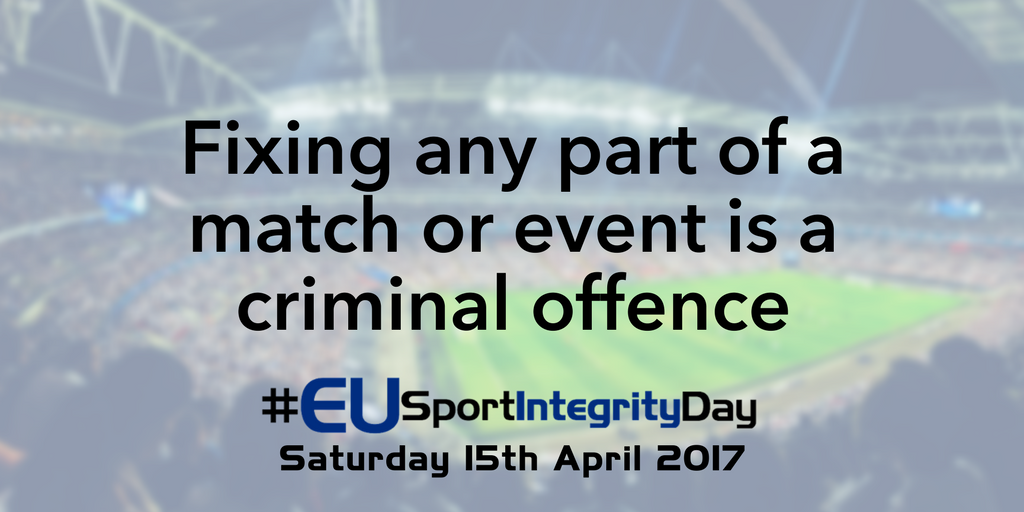 Fixing any part of a
match or event is a
criminal offence
#EUSportIntegrityDay
Saturday 15th April 2017